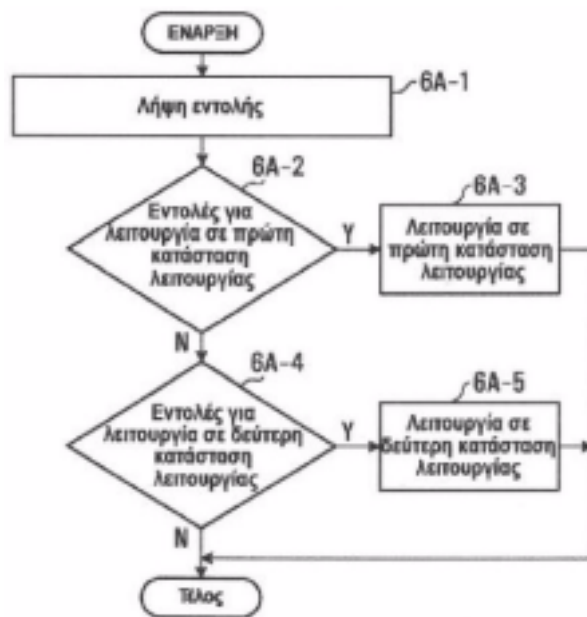 ΕΝΑΡΞΗ
6A-1
Λήψη εντολής
6A-2
Εντολές για
λειτουργία σε πρώτη
κατάσταση
λειτουργίας
Y
6A-3
Λειτουργία σε
πρώτη κατάσταση
λειτουργίας
N
6A-4
Εντολές για
λειτουργία σε δεύτερη
κατάσταση
λειτουργίας
Y
6A-5
Λειτουργία σε
δεύτερη κατάσταση
λειτουργίας
N
Τέλος